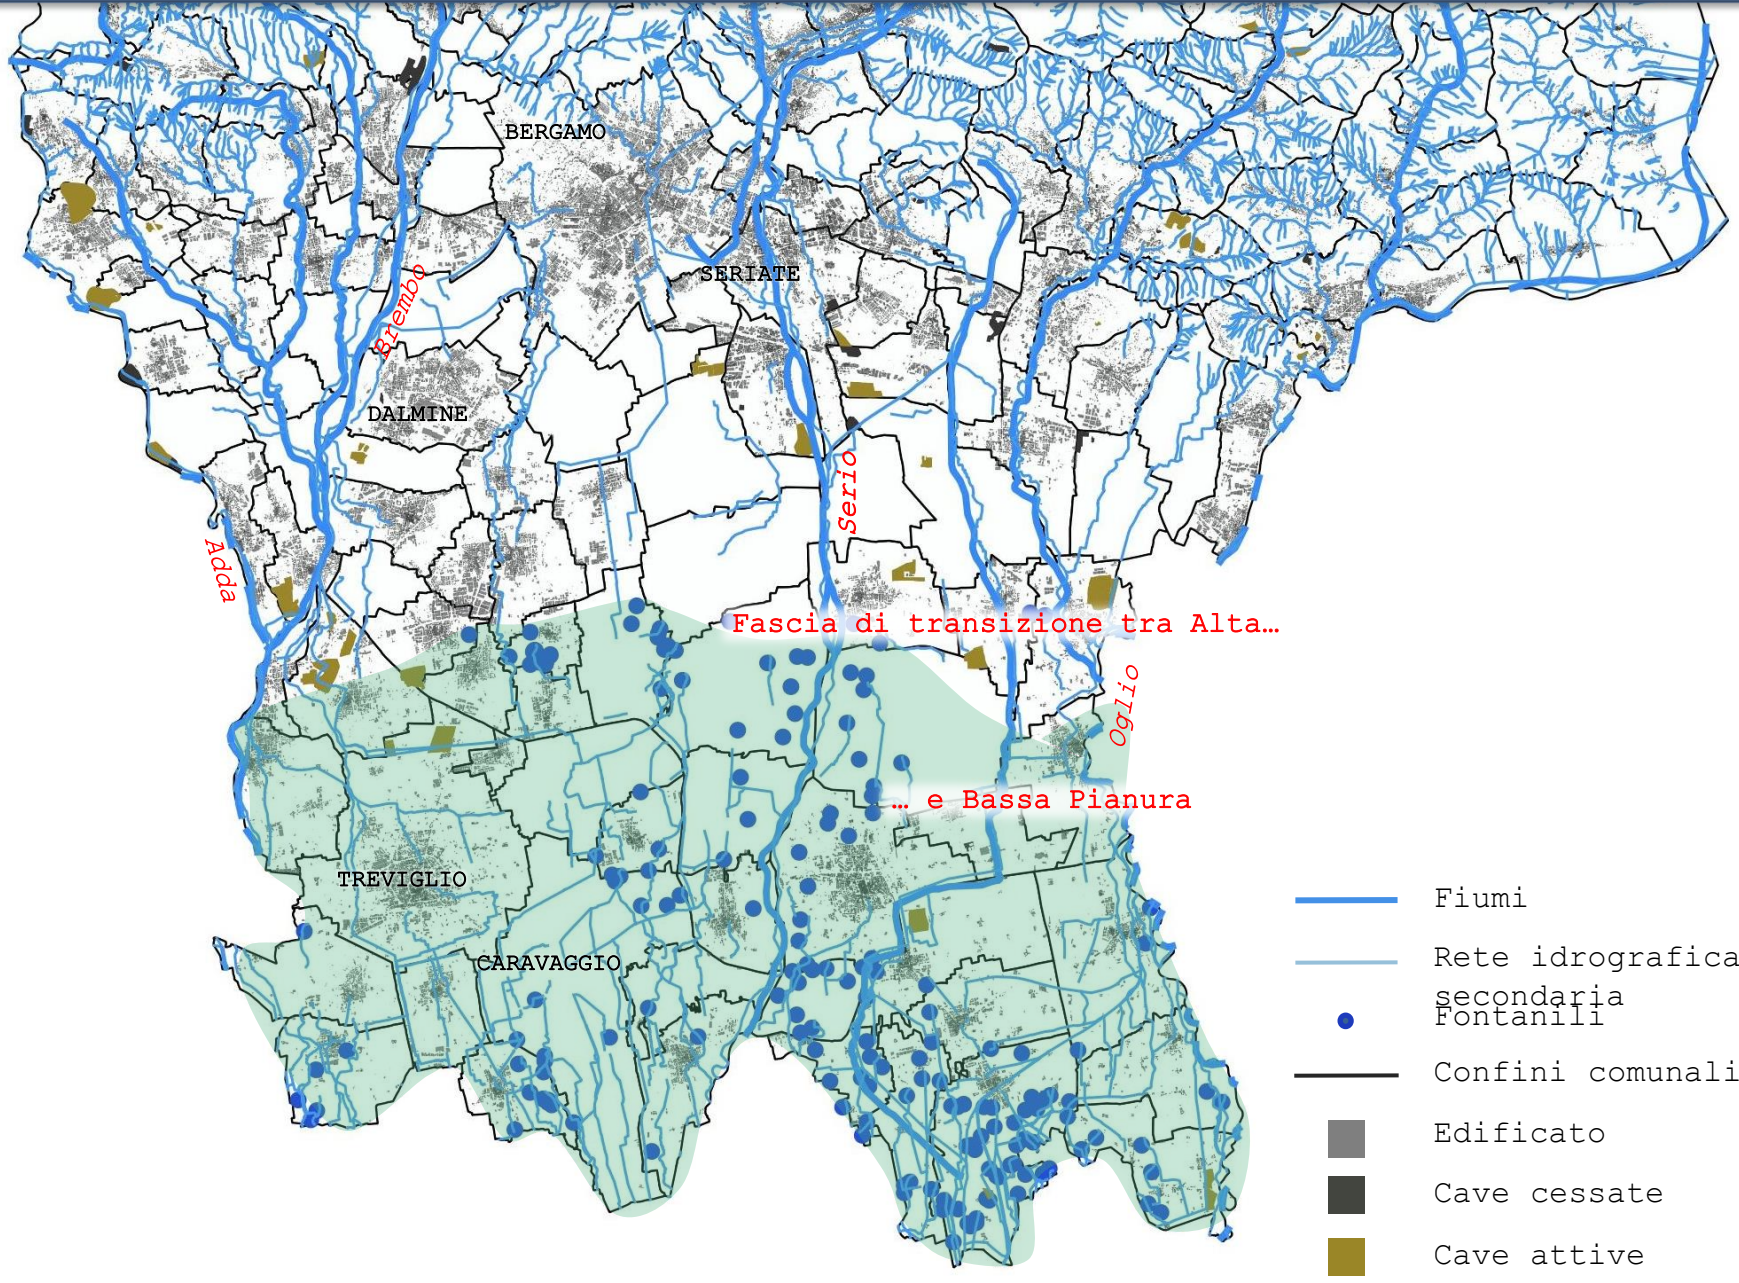 BERGAMO
SERIATE
Brembo
DALMINE
Serio
Adda
Fascia di transizione tra Alta…
Oglio
… e Bassa Pianura
TREVIGLIO
CARAVAGGIO
Fiumi
Rete idrografica
secondaria
Fontanili
Confini comunali
Edificato
Cave cessate
Cave attive